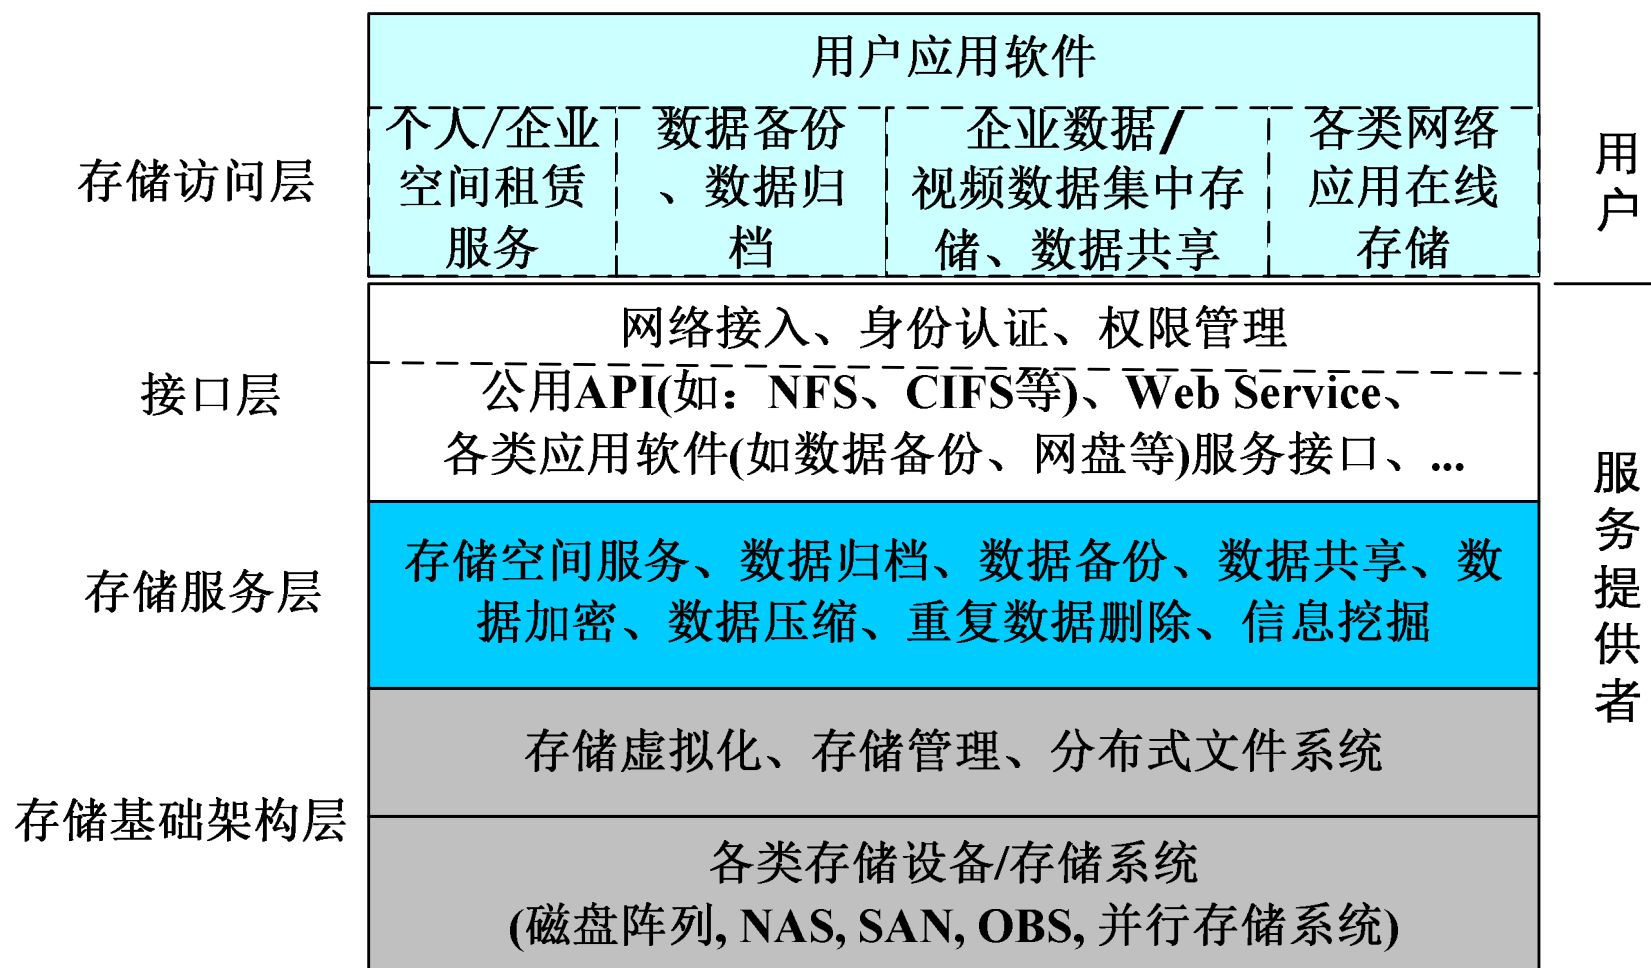 用户应用软件
存储访问层
个人/企业
空间租赁
服务
数据备份
、数据归
档
企业数据/
视频数据集中存
储、数据共享
各类网络
应用在线
存储
用户
接口层
网络接入、身份认证、权限管理
公用API(如：NFS、CIFS等)、Web Service、
各类应用软件(如数据备份、网盘等)服务接口、...
存储服务层
存储空间服务、数据归档、数据备份、数据共享、数
据加密、数据压缩、重复数据删除、信息挖掘
服务提供者
存储基础架构层
存储虚拟化、存储管理、分布式文件系统
各类存储设备/存储系统
(磁盘阵列, NAS, SAN, OBS, 并行存储系统)